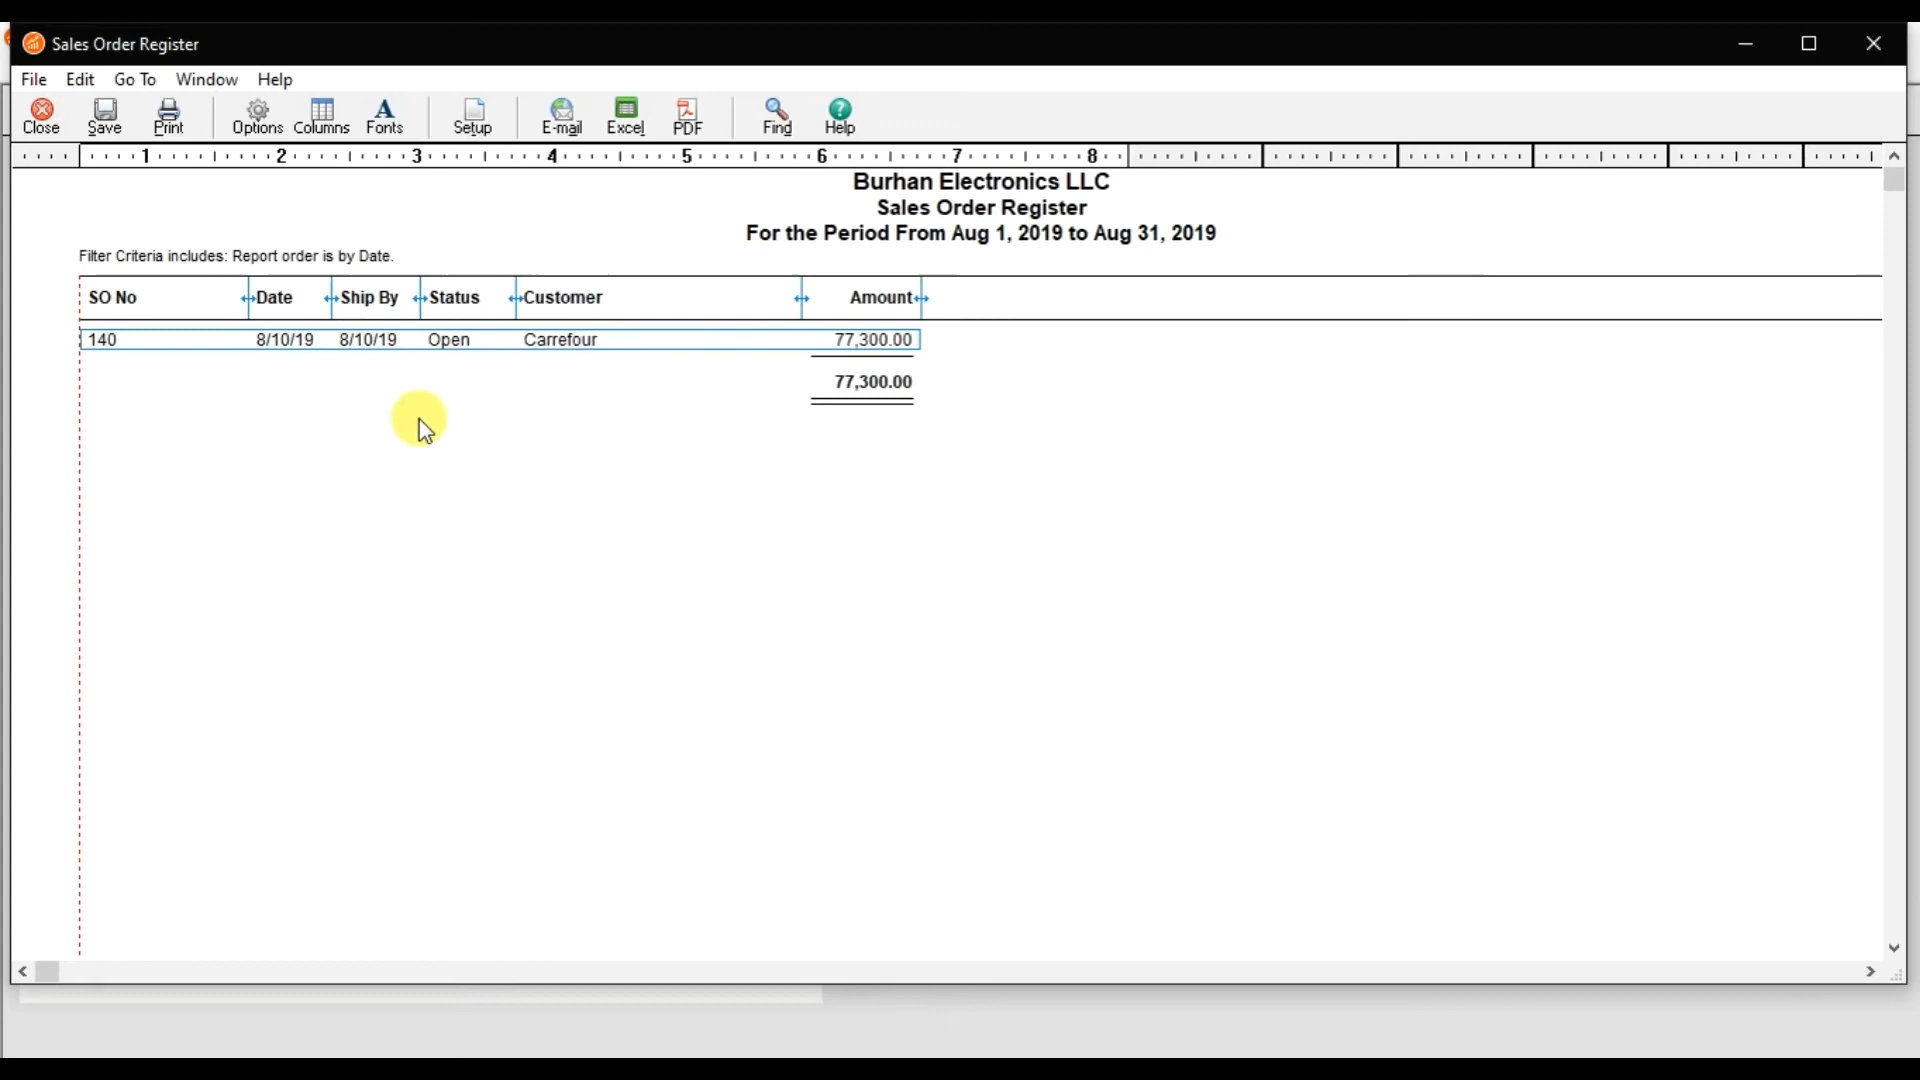 Sales Order Register
File Edit Go To Window Help
Close Save Print Options Columns Fonts Setup E-mail Excel PDF Find Help
1 2 3 4 5 6 7 8
Burhan Electronics LLC
Sales Order Register
For the Period From Aug 1, 2019 to Aug 31, 2019
Filter Criteria includes: Report order is by Date.
SO No Date Ship By Status Customer Amount
140 8/10/19 8/10/19 Open Carrefour 77,300.00
77,300.00